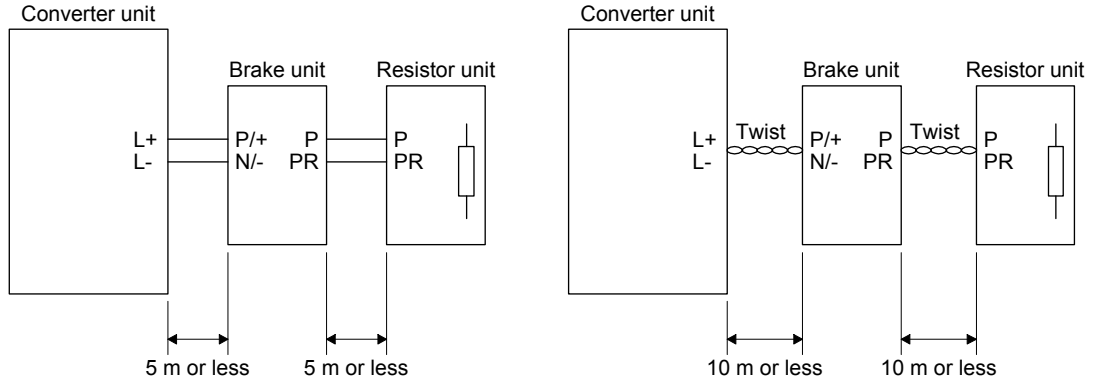 Converter unit
Brake unit
Resistor unit
L+
P/+
P
P
L-
N/-
PR
PR
5 m or less
5 m or less
Converter unit
Brake unit
Resistor unit
L+
Twist
P/+
P
Twist
P
L-
N/-
PR
PR
10 m or less
10 m or less